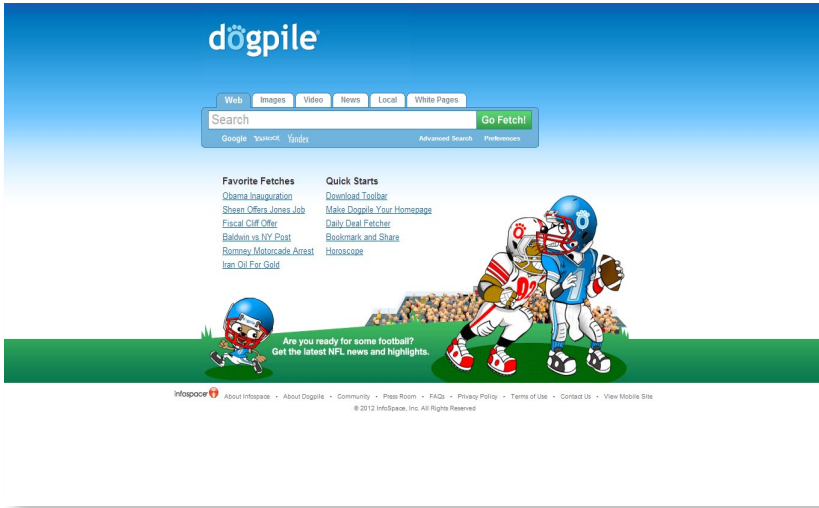 dogpile
Web Images Video News Local White Pages
Search Go Fetch!
Google YAHOO! Yandex Advanced Search Preferences
Favorite Fetches Quick Starts
Obama Inauguration Download Toolbar
Sheen Offers Jones Job Make Dogpile Your Homepage
Fiscal Cliff Offer Daily Deal Fetcher
Baldwin vs NY Post Bookmark and Share
Romney Motorcade Arrest Horoscope
Iran Oil For Gold
82
1
Are you ready for some football?
Get the latest NFL news and highlights.
infospace About Infospace • About Dogpile • Community • Press Room • FAQs • Privacy Policy • Terms of Use • Contact Us • View Mobile Site
© 2012 InfoSpace, Inc. All Rights Reserved